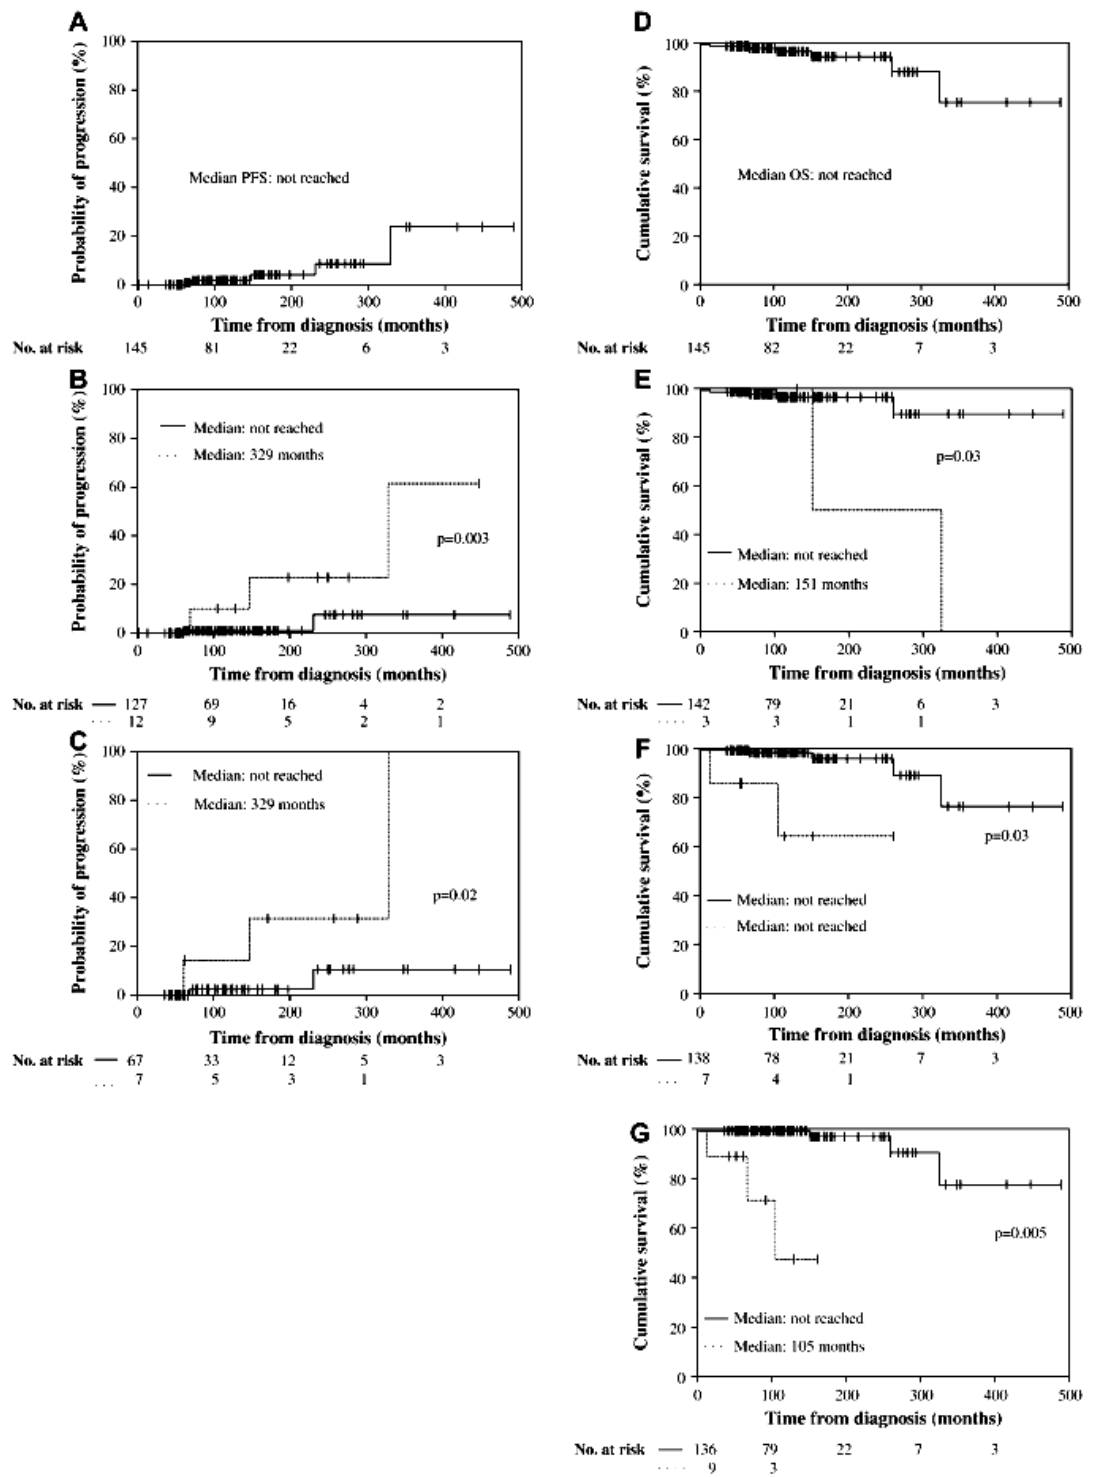 A
Probability of progression (%)
100
80
60
40
20
0
Median PFS: not reached
0 100 200 300 400 500
Time from diagnosis (months)
No. at risk 145 81 22 6 3
D
Cumulative survival (%)
100
80
60
40
20
0
Median OS: not reached
0 100 200 300 400 500
Time from diagnosis (months)
No. at risk 145 82 22 7 3
B
Probability of progression (%)
100
80
60
40
20
0
Median: not reached
Median: 329 months
p=0.003
0 100 200 300 400 500
Time from diagnosis (months)
No. at risk 127 69 16 4 2
12 9 5 2 1
E
Cumulative survival (%)
100
80
60
40
20
0
p=0.03
Median: not reached
Median: 151 months
0 100 200 300 400 500
Time from diagnosis (months)
No. at risk 142 79 21 6 3
3 3 1 1
C
Probability of progression (%)
100
80
60
40
20
0
Median: not reached
Median: 329 months
p=0.02
0 100 200 300 400 500
Time from diagnosis (months)
No. at risk 67 33 12 5 3
7 5 3 1
F
Cumulative survival (%)
100
80
60
40
20
0
p=0.03
Median: not reached
Median: not reached
0 100 200 300 400 500
Time from diagnosis (months)
No. at risk 138 78 21 7 3
7 4 1
G
Cumulative survival (%)
100
80
60
40
20
0
p=0.005
Median: not reached
Median: 105 months
0 100 200 300 400 500
Time from diagnosis (months)
No. at risk 136 79 22 7 3
9 3